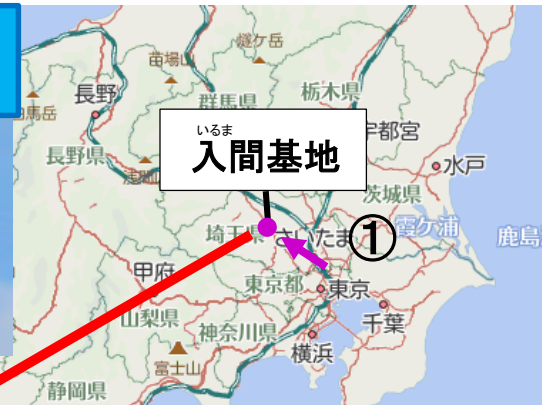 燧ケ岳
苗場山
栃木県
長野
群馬県
馬岳
いるま
入間基地
宇都宮
水戸
長野県
茨城県
埼玉県
さいたま
①
霞ケ浦
鹿島
甲府
東京都
東京
山梨県
千葉
神奈川県
横浜
富士山
静岡県